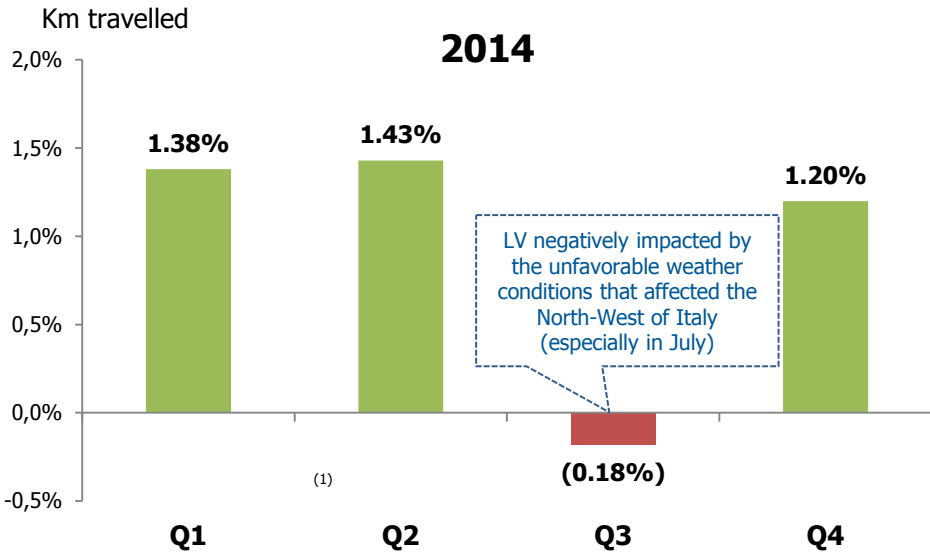 Km travelled
2014
2,0%
1,5%
1,0%
0,5%
0,0%
-0,5%
1.38%
1.43%
(0.18%)
1.20%
LV negatively impacted by
the unfavorable weather
conditions that affected the
North-West of Italy
(especially in July)
(1)
Q1
Q2
Q3
Q4